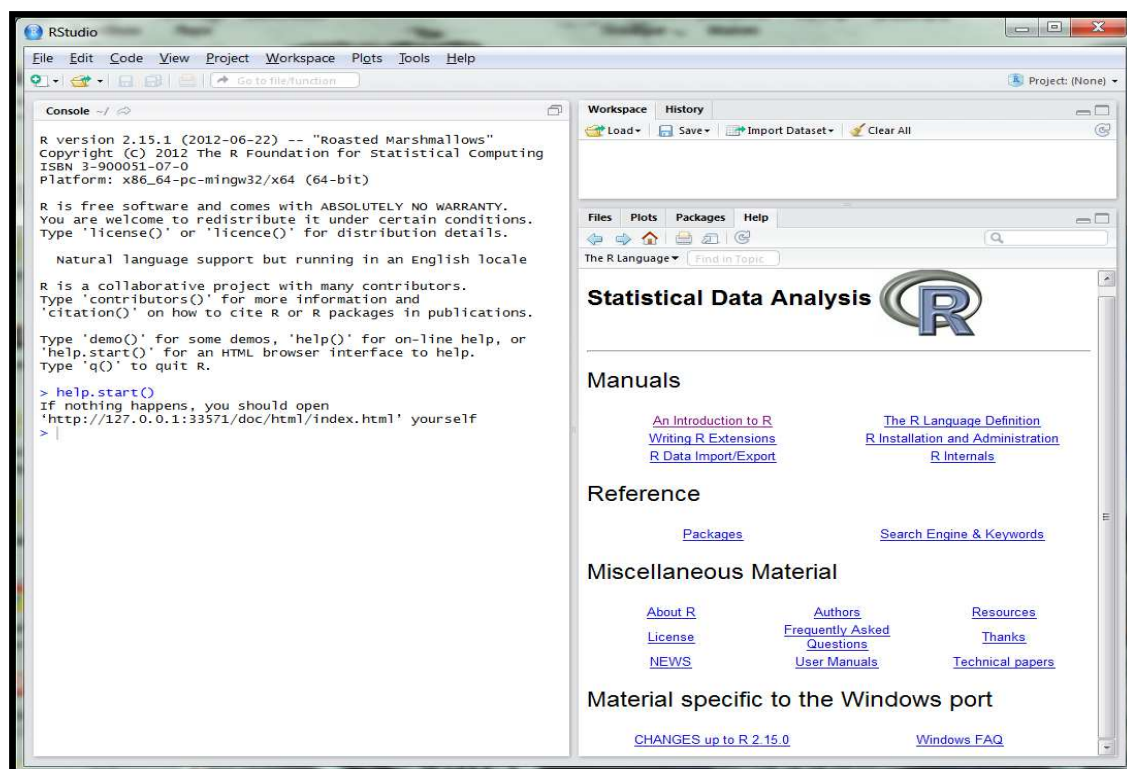 RStudio
File Edit Code View Project Workspace Plots Tools Help
Go to file/function
Project: (None)
Console ~/
R version 2.15.1 (2012-06-22) -- "Roasted Marshmallows"
Copyright (C) 2012 The R Foundation for Statistical Computing
ISBN 3-900051-07-0
Platform: x86_64-pc-mingw32/x64 (64-bit)
R is free software and comes with ABSOLUTELY NO WARRANTY.
You are welcome to redistribute it under certain conditions.
Type 'license()' or 'licence()' for distribution details.
Natural language support but running in an English locale
R is a collaborative project with many contributors.
Type 'contributors()' for more information and
'citation()' on how to cite R or R packages in publications.
Type 'demo()' for some demos, 'help()' for on-line help, or
'help.start()' for an HTML browser interface to help.
Type 'q()' to quit R.
> help.start()
If nothing happens, you should open
‘http://127.0.0.1:33571/doc/html/index.html’ yourself
>
Workspace History
Load Save Import Dataset Clear All
Files Plots Packages Help
The R Language Find in Topic
Statistical Data Analysis R
Manuals
An Introduction to R The R Language Definition
Writing R Extensions R Installation and Administration
R Data Import/Export R Internals
Reference
Packages Search Engine & Keywords
Miscellaneous Material
About R Authors Resources
License Frequently Asked Questions Thanks
NEWS User Manuals Technical papers
Material specific to the Windows port
CHANGES up to R 2.15.0 Windows FAQ